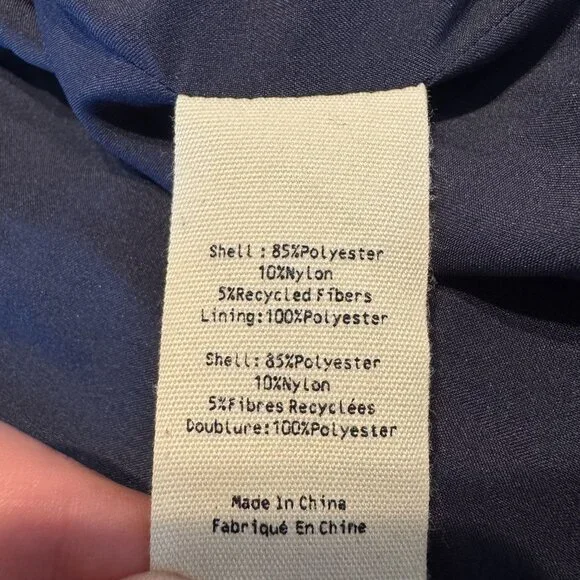 Shell : 85%Polyester
10%Nylon
5%Recycled Fibers
Lining:100%Polyester
Shell: 85%Polyester
10%Nylon
5%Fibres Recyclées
Doublure:100%Polyester
Made In China
Fabriqué En Chine